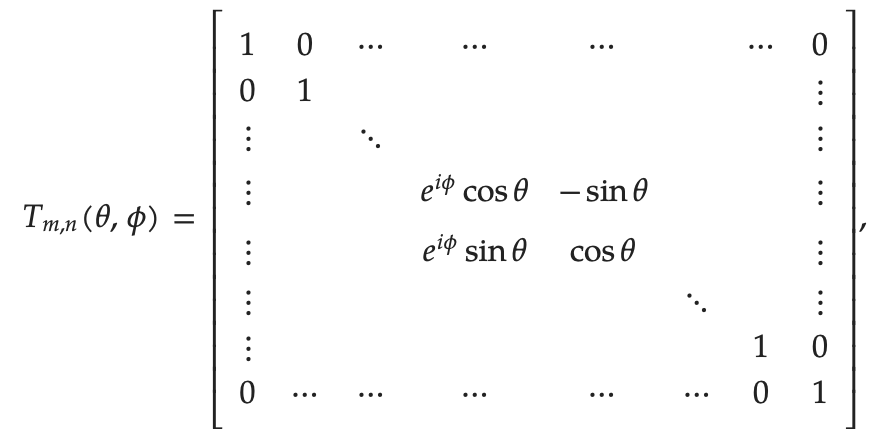 1 0 ⋯ ⋯ ⋯ ⋯ 0
0 1 ⋮
⋮ ⋱ ⋮
⋮ e^{iϕ} cos θ − sin θ ⋮
T_{m,n}(θ, ϕ) = ,
⋮ e^{iϕ} sin θ cos θ ⋮
⋮ ⋱ ⋮
⋮ 1 0
0 ⋯ ⋯ ⋯ ⋯ ⋯ 0 1